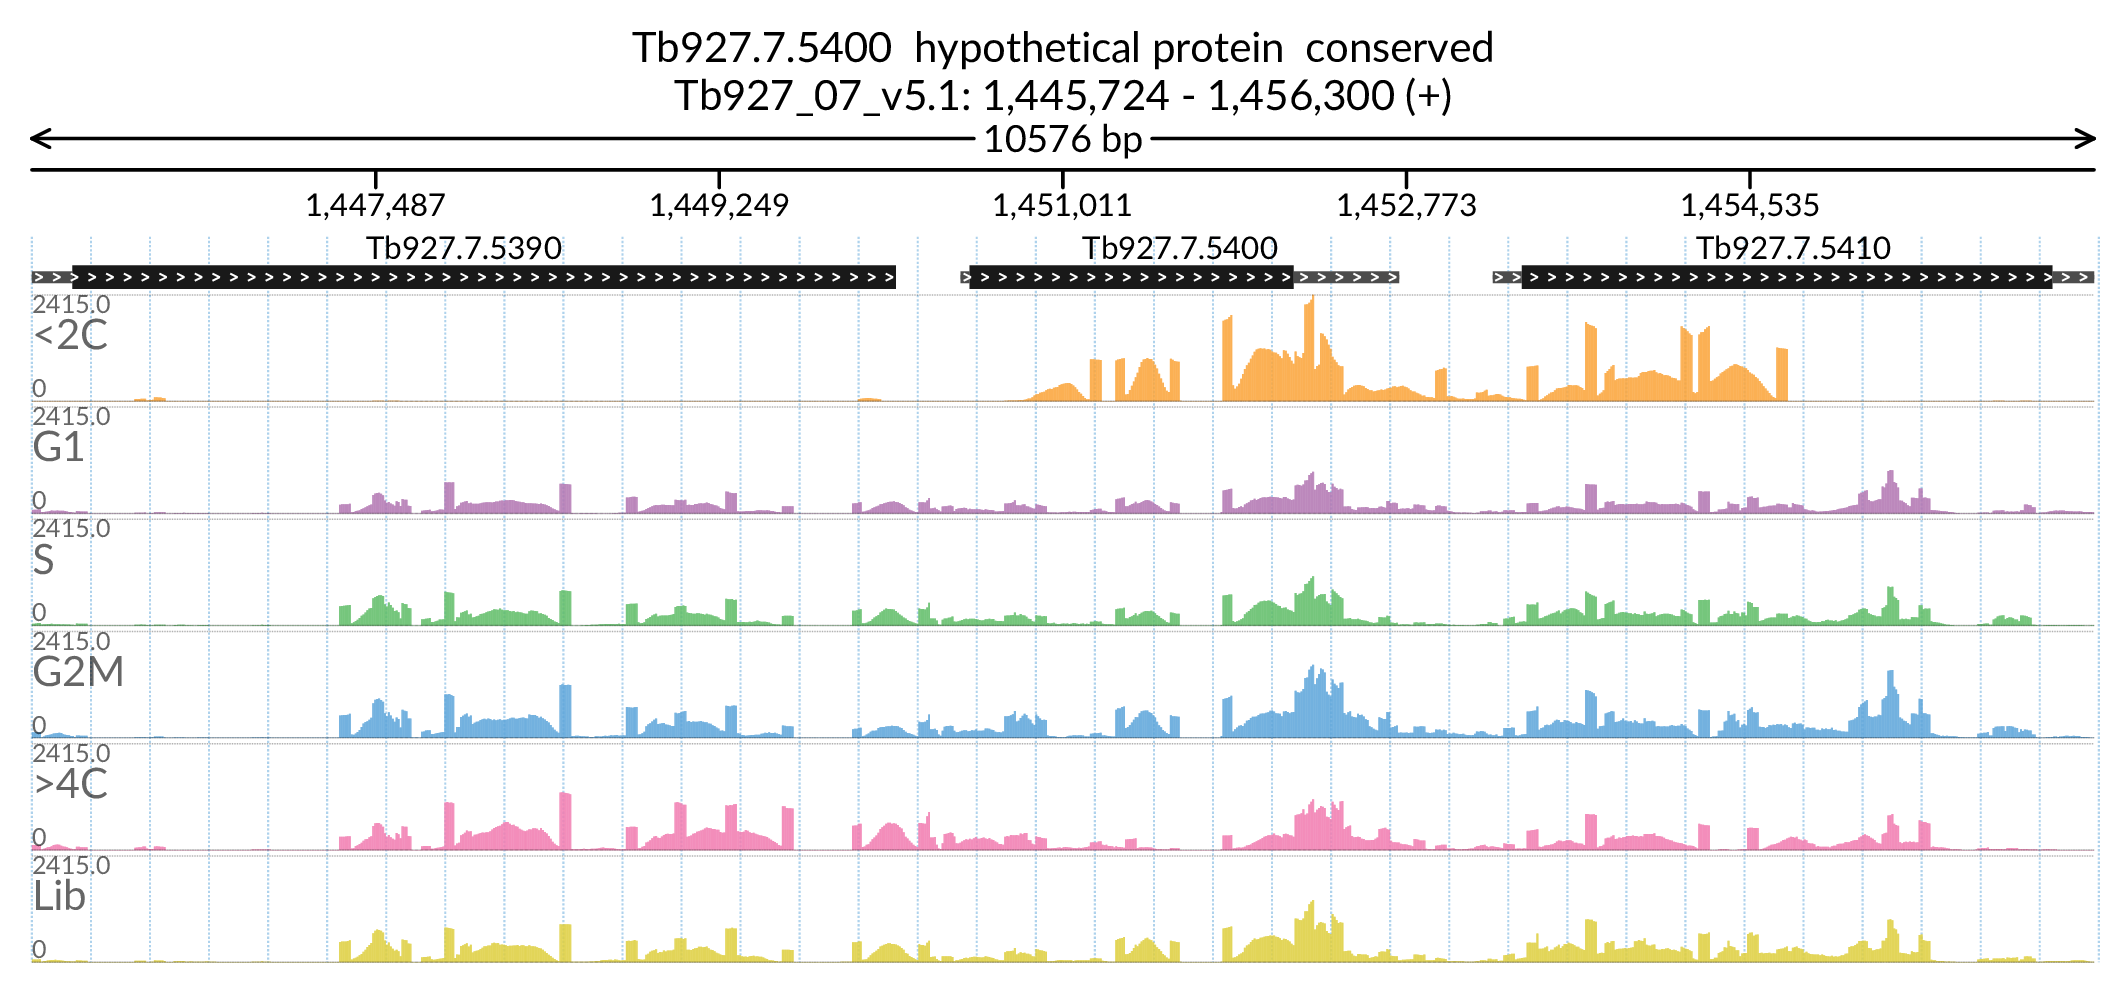 Tb927.7.5400 hypothetical protein conserved
Tb927_07_v5.1: 1,445,724 - 1,456,300 (+)
10576 bp
1,447,487 1,449,249 1,451,011 1,452,773 1,454,535
Tb927.7.5390 Tb927.7.5400 Tb927.7.5410
2415.0
<2C
0
2415.0
G1
0
2415.0
S
0
2415.0
G2M
0
2415.0
>4C
0
2415.0
Lib
0